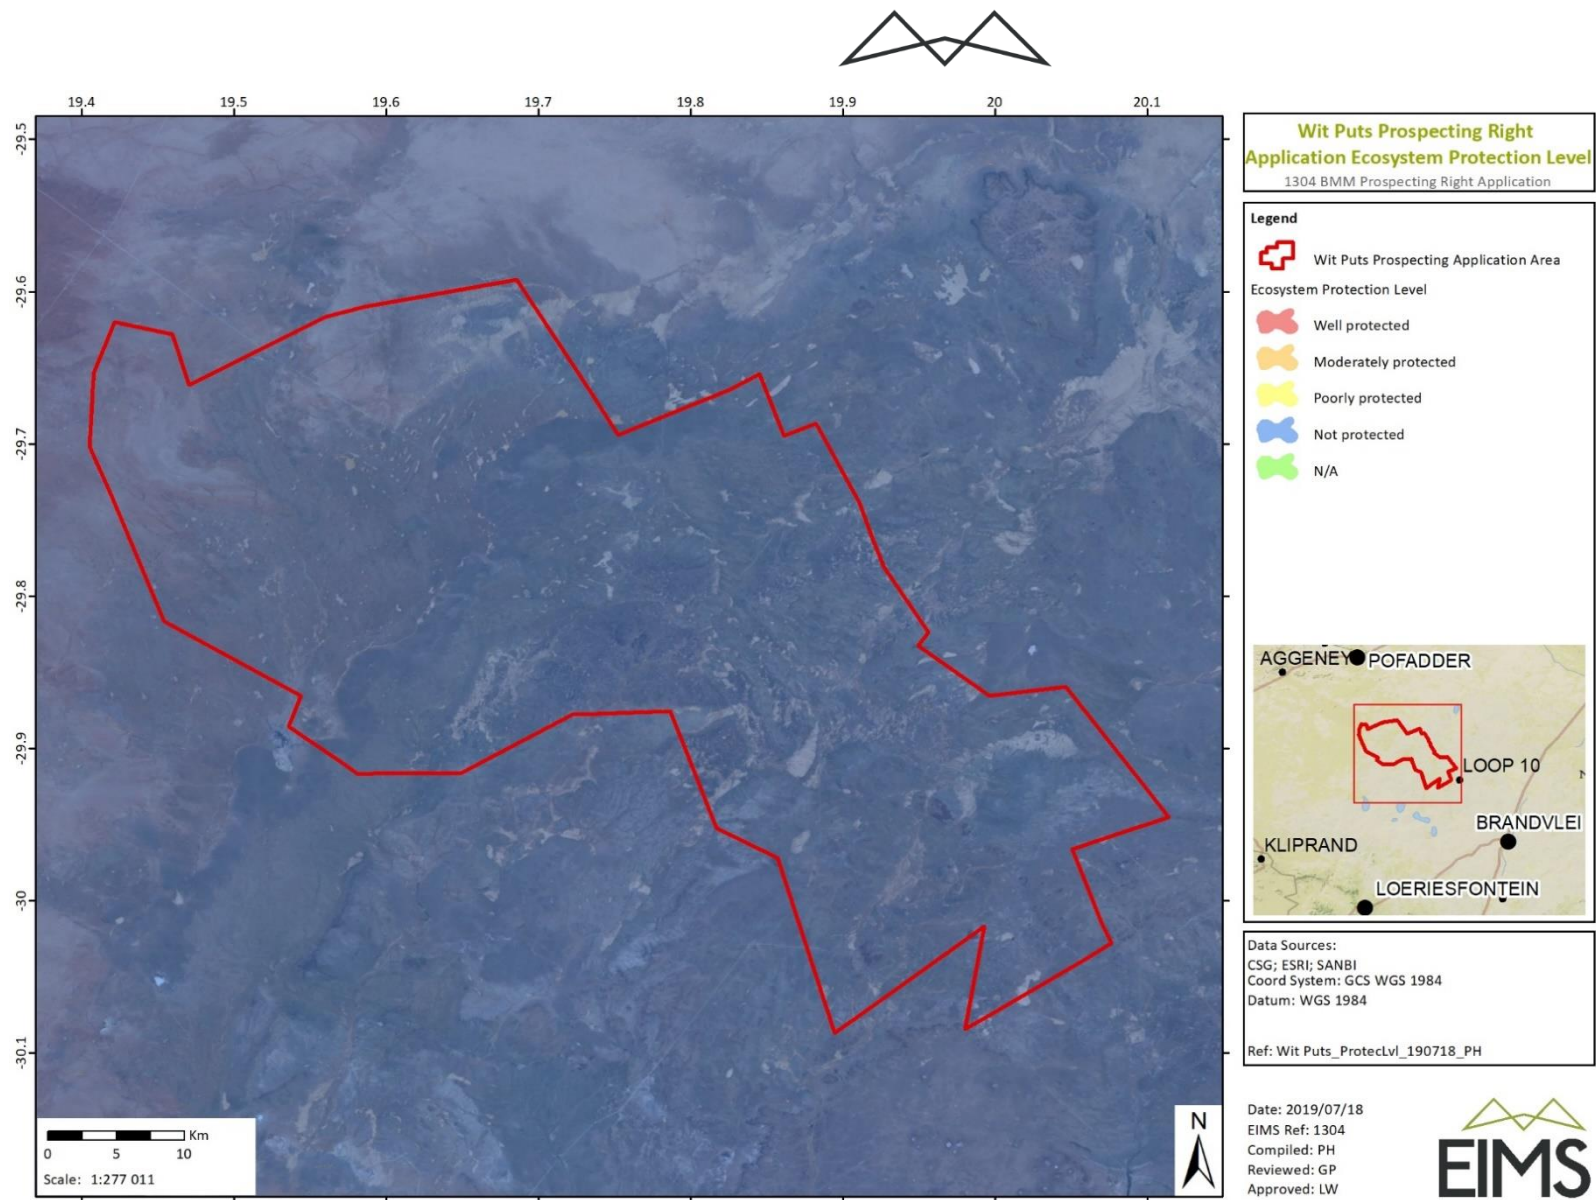 19.4 19.5 19.6 19.7 19.8 19.9 20 20.1
-29.5
-29.6
-29.7
-29.8
-29.9
-30
-30.1
Km
0 5 10
Scale: 1:277 011
N
Wit Puts Prospecting Right
Application Ecosystem Protection Level
1304 BMM Prospecting Right Application
Legend
Wit Puts Prospecting Application Area
Ecosystem Protection Level
Well protected
Moderately protected
Poorly protected
Not protected
N/A
AGGENEY POFADDER
LOOP 10
BRANDVLEI
KLIPRAND
LOERIESFONTEIN
Data Sources:
CSG; ESRI; SANBI
Coord System: GCS WGS 1984
Datum: WGS 1984
Ref: Wit Puts_ProtecLvl_190718_PH
Date: 2019/07/18
EIMS Ref: 1304
Compiled: PH
Reviewed: GP
Approved: LW
EIMS